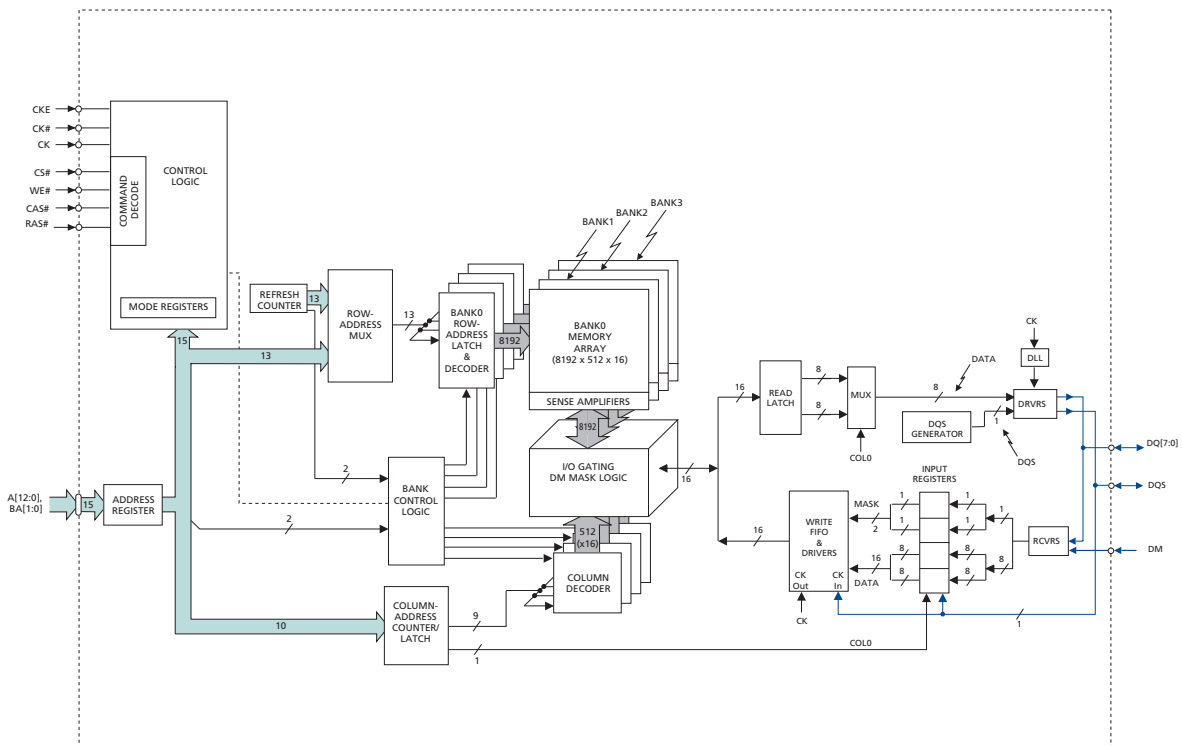 CKE
CK#
CK
CS#
WE#
CAS#
RAS#
COMMAND
DECODE
CONTROL
LOGIC
MODE REGISTERS
15
REFRESH
COUNTER
13
13
ROW-
ADDRESS
MUX
13
BANK0
ROW-
ADDRESS
LATCH
&
DECODER
8192
BANK1
BANK2
BANK3
BANK0
MEMORY
ARRAY
(8192 x 512 x 16)
SENSE AMPLIFIERS
8192
I/O GATING
DM MASK LOGIC
16
A[12:0],
BA[1:0]
15
ADDRESS
REGISTER
2
2
BANK
CONTROL
LOGIC
512
(x16)
COLUMN
DECODER
10
COLUMN-
ADDRESS
COUNTER/
LATCH
9
1
COL0
16
READ
LATCH
8
8
MUX
COL0
DATA
8
DQS
GENERATOR
1
DQS
CK
DLL
DRVRS
DQ[7:0]
DQS
DM
INPUT
REGISTERS
16
WRITE
FIFO
&
DRIVERS
CK
Out
CK
In
CK
MASK
2
16
DATA
1
1
8
8
1
1
8
8
1
8
RCVRS
1